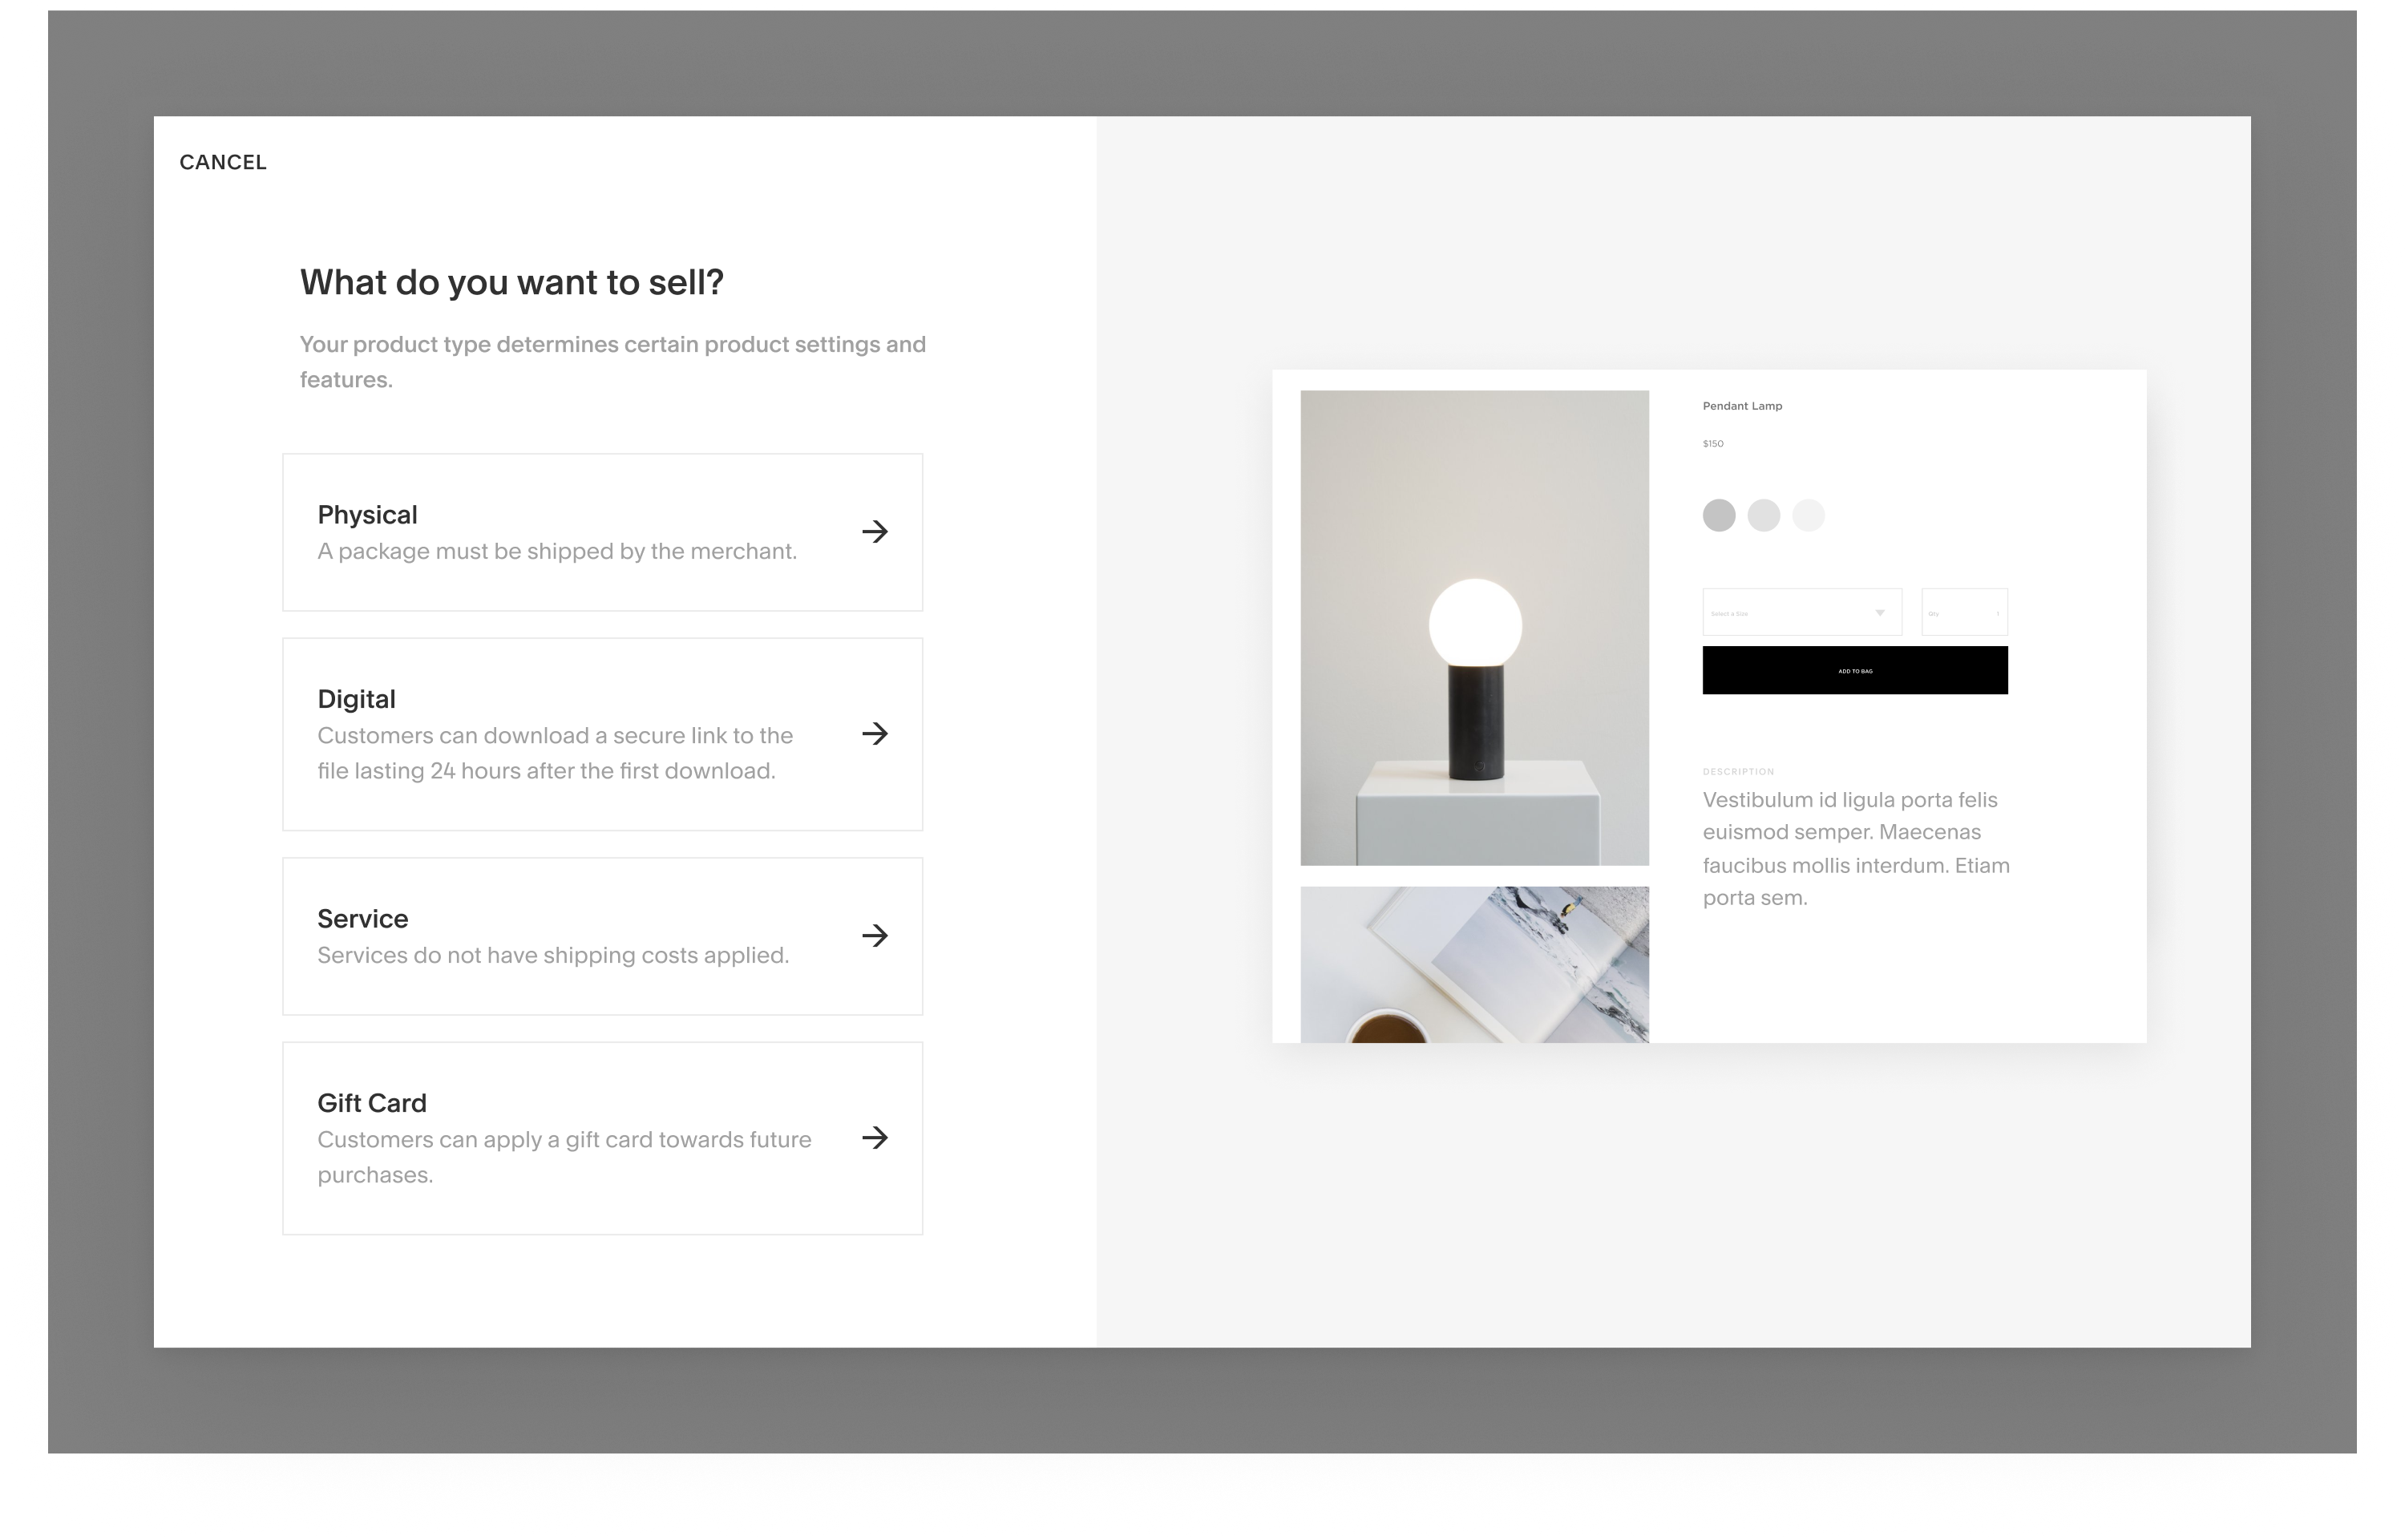 CANCEL
What do you want to sell?
Your product type determines certain product settings and
features.
Physical
A package must be shipped by the merchant.
Digital
Customers can download a secure link to the
file lasting 24 hours after the first download.
Service
Services do not have shipping costs applied.
Gift Card
Customers can apply a gift card towards future
purchases.
Pendant Lamp
$150
Select a Size
Qty
ADD TO BAG
DESCRIPTION
Vestibulum id ligula porta felis
euismod semper. Maecenas
faucibus mollis interdum. Etiam
porta sem.